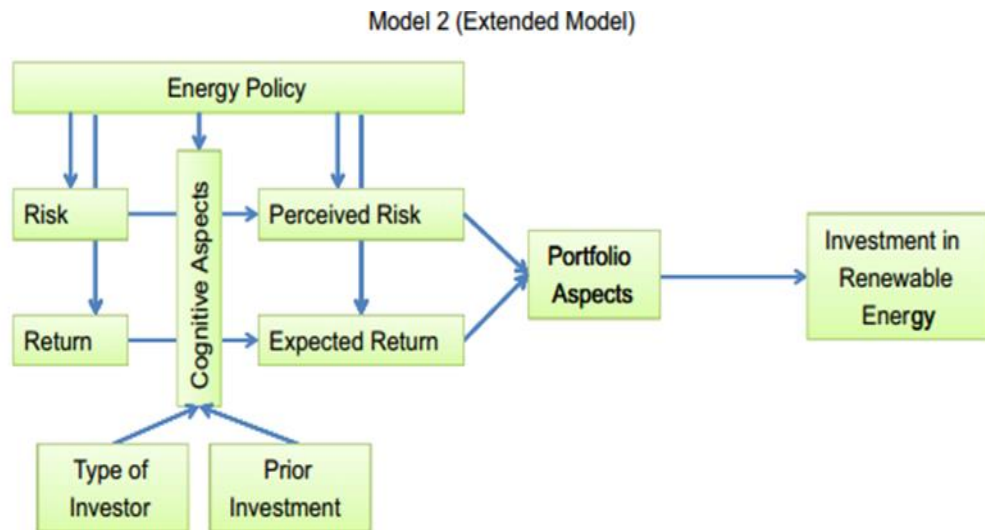 Model 2 (Extended Model)
Energy Policy
Cognitive Aspects
Risk
Perceived Risk
Portfolio
Aspects
Investment in
Renewable
Energy
Return
Expected Return
Type of
Investor
Prior
Investment